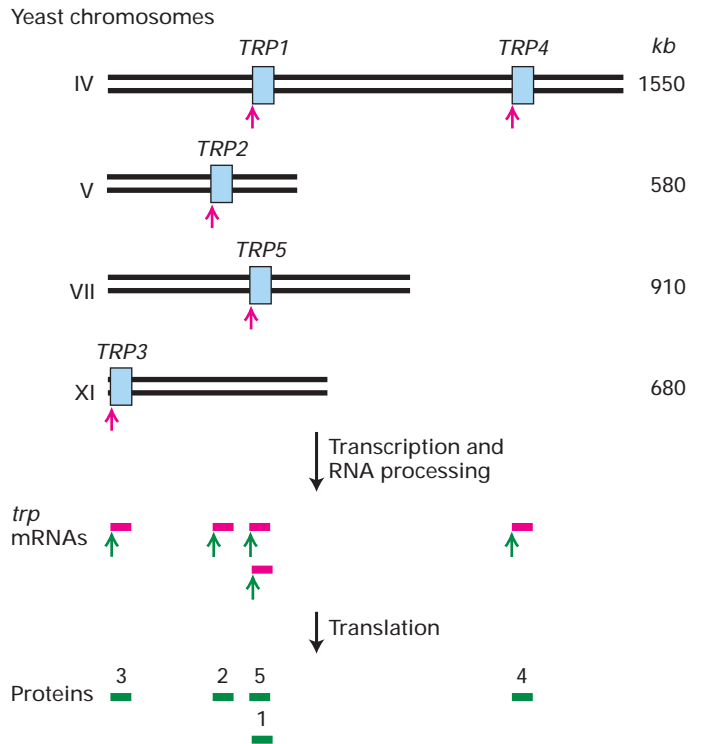 Yeast chromosomes
TRP1 TRP4 kb
IV 1550
TRP2
V 580
TRP5
VII 910
TRP3
XI 680
Transcription and
RNA processing
trp
mRNAs
Translation
3 2 5 4
Proteins
1